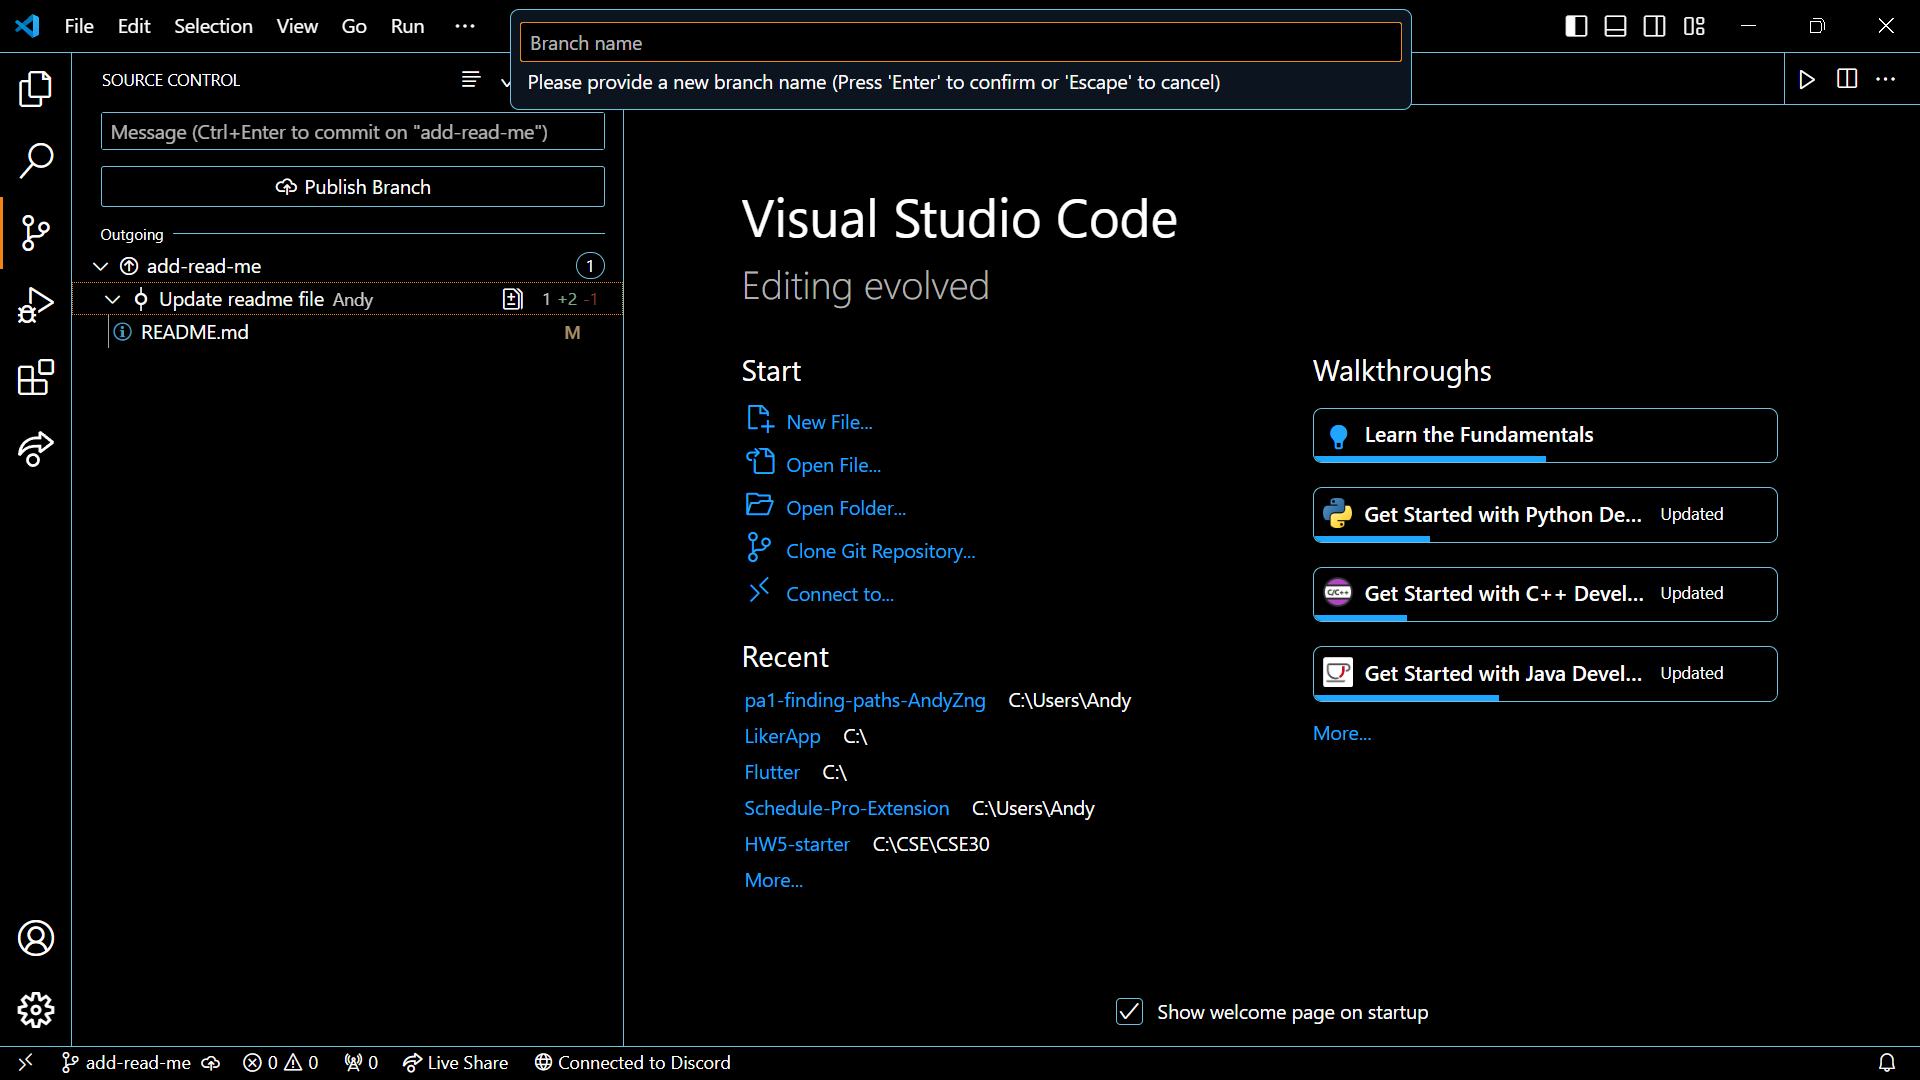 File Edit Selection View Go Run ···
Branch name
Please provide a new branch name (Press 'Enter' to confirm or 'Escape' to cancel)
SOURCE CONTROL
Message (Ctrl+Enter to commit on "add-read-me")
Publish Branch
Outgoing
add-read-me 1
Update readme file Andy 1 +2 -1
README.md M
Visual Studio Code
Editing evolved
Start
New File...
Open File...
Open Folder...
Clone Git Repository...
Connect to...
Recent
pa1-finding-paths-AndyZng C:\Users\Andy
LikerApp C:\
Flutter C:\
Schedule-Pro-Extension C:\Users\Andy
HW5-starter C:\CSE\CSE30
More...
Walkthroughs
Learn the Fundamentals
Get Started with Python De... Updated
C/C++ Get Started with C++ Devel... Updated
Get Started with Java Devel... Updated
More...
Show welcome page on startup
add-read-me 0 0 0 Live Share Connected to Discord